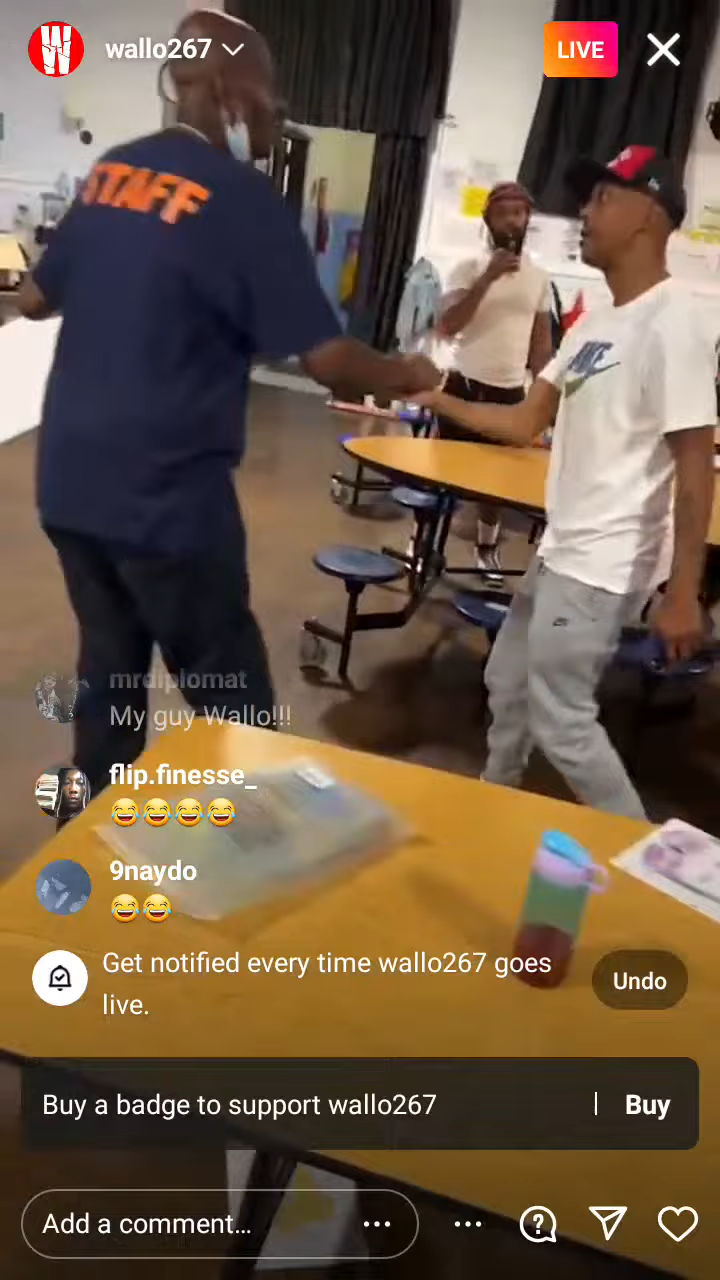 wallo267
LIVE
STAFF
NIKE
mrdiplomat
My guy Wallo!!!
flip.finesse_
😂😂😂😂
9naydo
😂😂
Get notified every time wallo267 goes
live.
Undo
Buy a badge to support wallo267 | Buy
Add a comment...